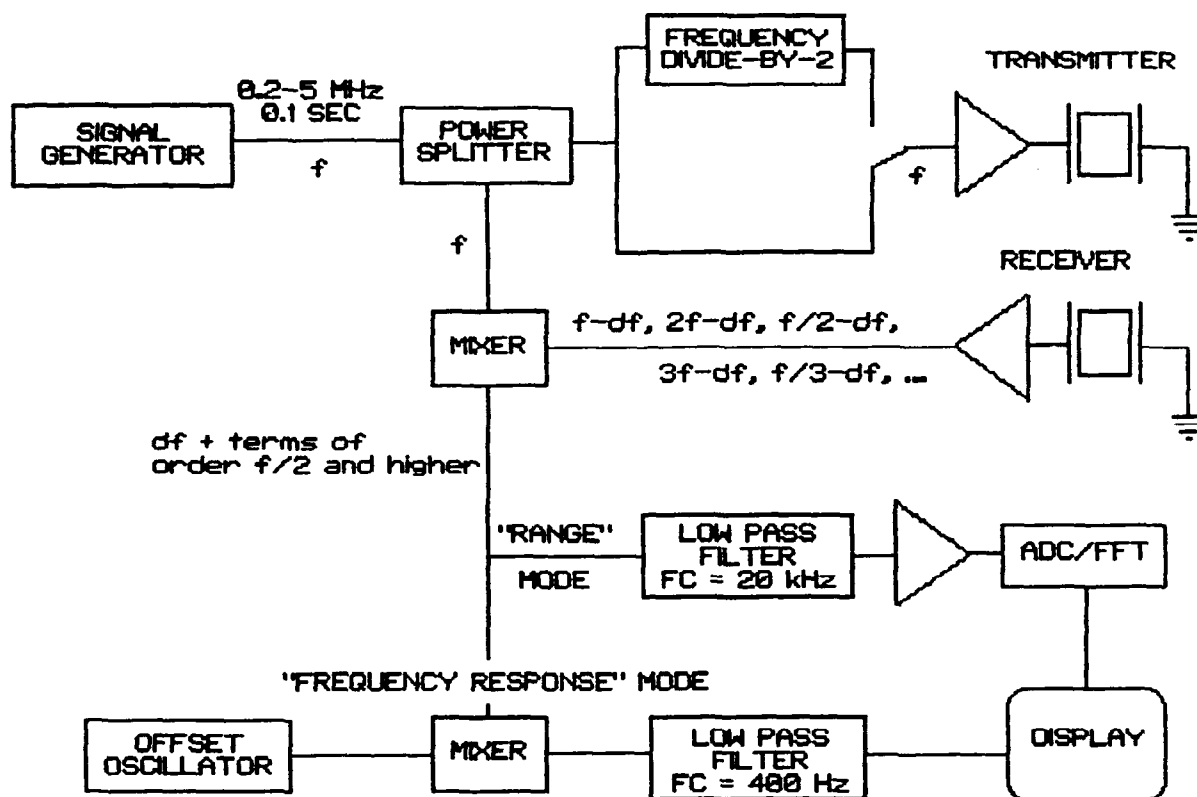 FREQUENCY
DIVIDE-BY-2
TRANSMITTER
0.2-5 MHz
0.1 SEC
SIGNAL
GENERATOR
POWER
SPLITTER
f
f
f
RECEIVER
MIXER
f-df, 2f-df, f/2-df,
3f-df, f/3-df, ...
df + terms of
order f/2 and higher
"RANGE"
MODE
LOW PASS
FILTER
FC = 20 kHz
ADC/FFT
"FREQUENCY RESPONSE" MODE
OFFSET
OSCILLATOR
MIXER
LOW PASS
FILTER
FC = 400 Hz
DISPLAY